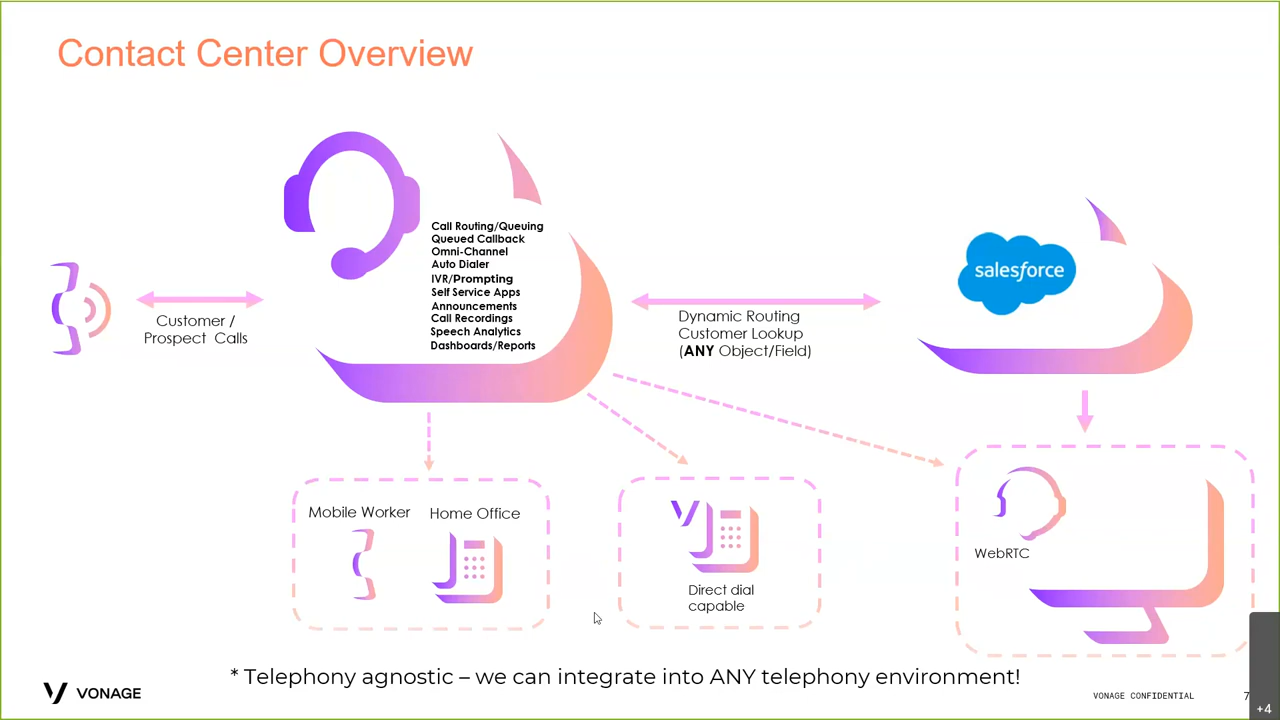 Contact Center Overview
Call Routing/Queuing
Queued Callback
Omni-Channel
Auto Dialer
IVR/Prompting
Self Service Apps
Announcements
Call Recordings
Speech Analytics
Dashboards/Reports
salesforce
Customer /
Prospect Calls
Dynamic Routing
Customer Lookup
(ANY Object/Field)
Mobile Worker
Home Office
Direct dial
capable
WebRTC
* Telephony agnostic – we can integrate into ANY telephony environment!
VONAGE
VONAGE CONFIDENTIAL
7
+4